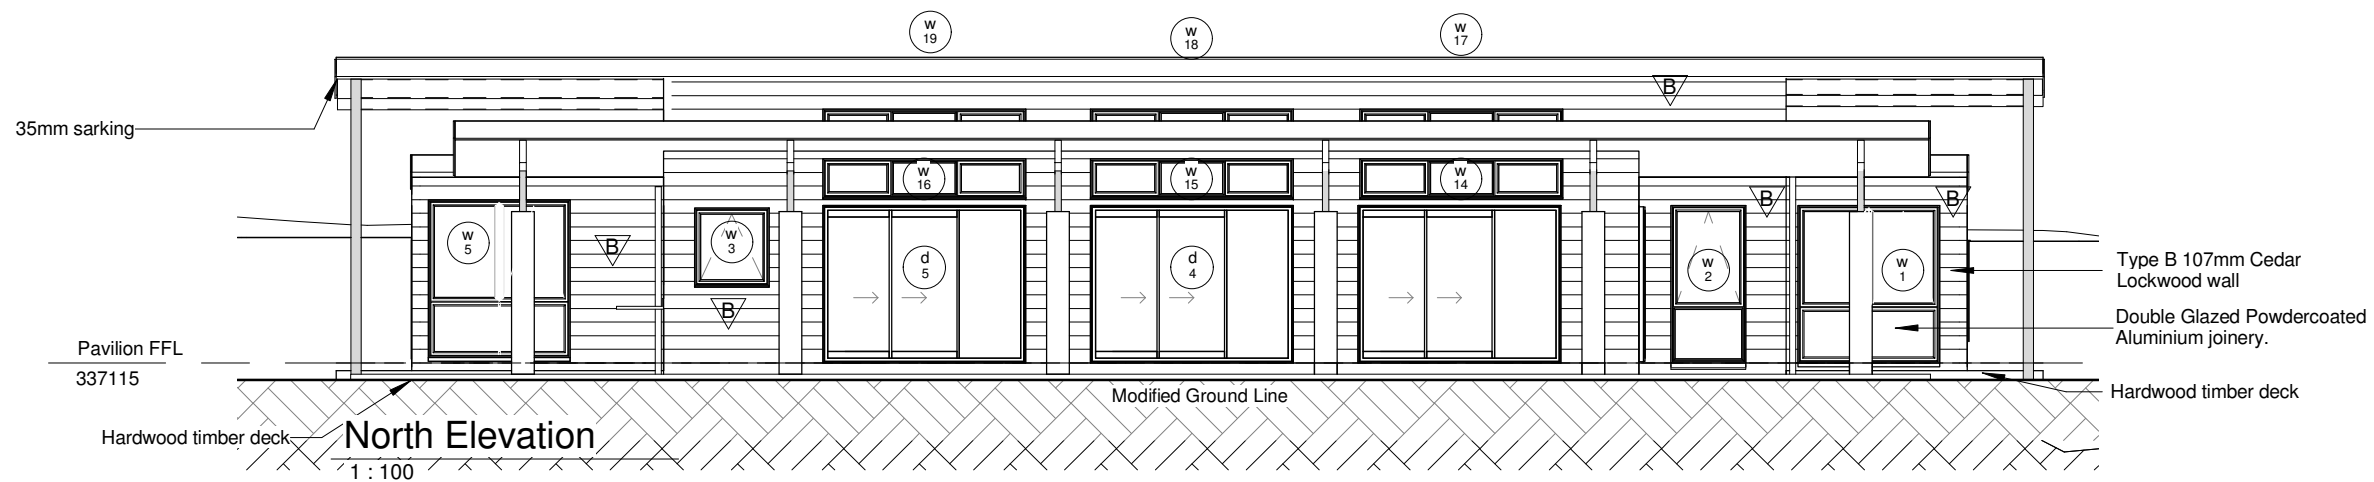 w
19
w
18
w
17
B
35mm sarking
w
16
w
15
w
14
B
B
w
5
B
w
3
d
5
d
4
w
2
w
1
Type B 107mm Cedar
Lockwood wall
B
Double Glazed Powdercoated
Aluminium joinery.
Pavilion FFL
337115
Modified Ground Line
Hardwood timber deck
Hardwood timber deck
North Elevation
1 : 100